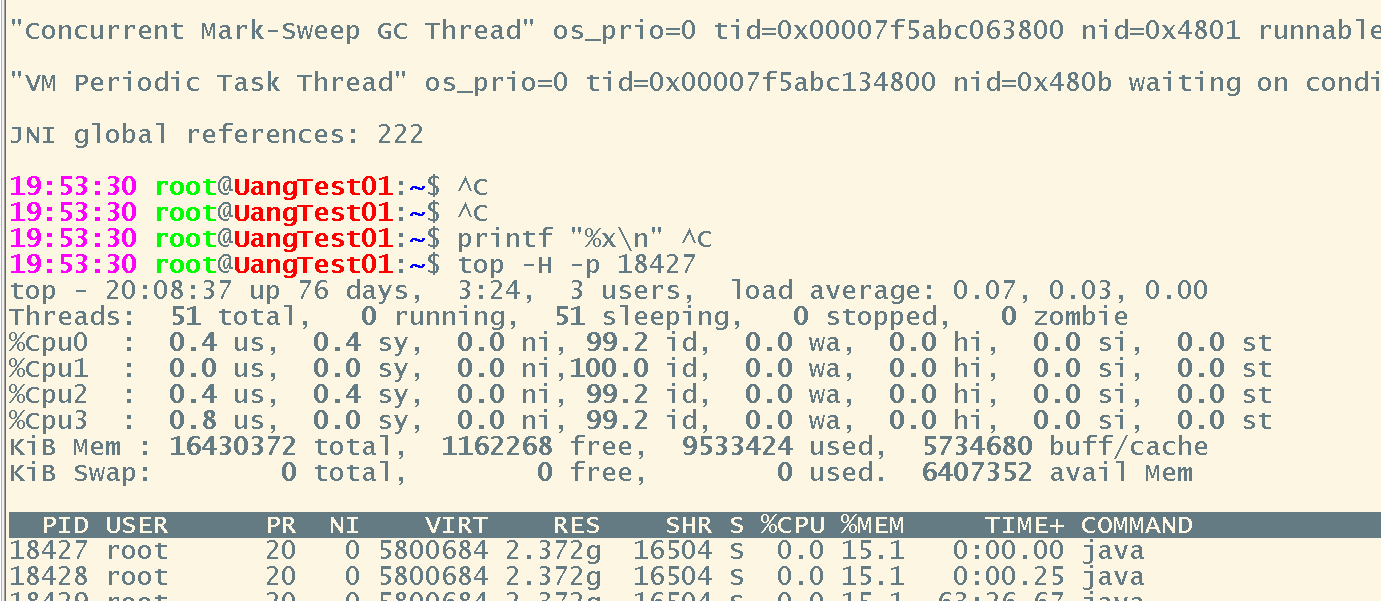 "Concurrent Mark-Sweep GC Thread" os_prio=0 tid=0x00007f5abc063800 nid=0x4801 runnable
"VM Periodic Task Thread" os_prio=0 tid=0x00007f5abc134800 nid=0x480b waiting on condi
JNI global references: 222
19:53:30 root@UangTest01:~$ ^C
19:53:30 root@UangTest01:~$ ^C
19:53:30 root@UangTest01:~$ printf "%x\n" ^C
19:53:30 root@UangTest01:~$ top -H -p 18427
top - 20:08:37 up 76 days,  3:24,  3 users,  load average: 0.07, 0.03, 0.00
Threads:  51 total,   0 running,  51 sleeping,   0 stopped,   0 zombie
%Cpu0  :  0.4 us,  0.4 sy,  0.0 ni, 99.2 id,  0.0 wa,  0.0 hi,  0.0 si,  0.0 st
%Cpu1  :  0.0 us,  0.0 sy,  0.0 ni,100.0 id,  0.0 wa,  0.0 hi,  0.0 si,  0.0 st
%Cpu2  :  0.4 us,  0.4 sy,  0.0 ni, 99.2 id,  0.0 wa,  0.0 hi,  0.0 si,  0.0 st
%Cpu3  :  0.8 us,  0.0 sy,  0.0 ni, 99.2 id,  0.0 wa,  0.0 hi,  0.0 si,  0.0 st
KiB Mem : 16430372 total,  1162268 free,  9533424 used,  5734680 buff/cache
KiB Swap:        0 total,        0 free,        0 used.  6407352 avail Mem
  PID USER      PR  NI    VIRT    RES    SHR S %CPU %MEM     TIME+ COMMAND
18427 root      20   0 5800684 2.372g  16504 S  0.0 15.1   0:00.00 java
18428 root      20   0 5800684 2.372g  16504 S  0.0 15.1   0:00.25 java
18429 root      20   0 5800684 2.372g  16504 S  0.0 15.1  63:26.67 java